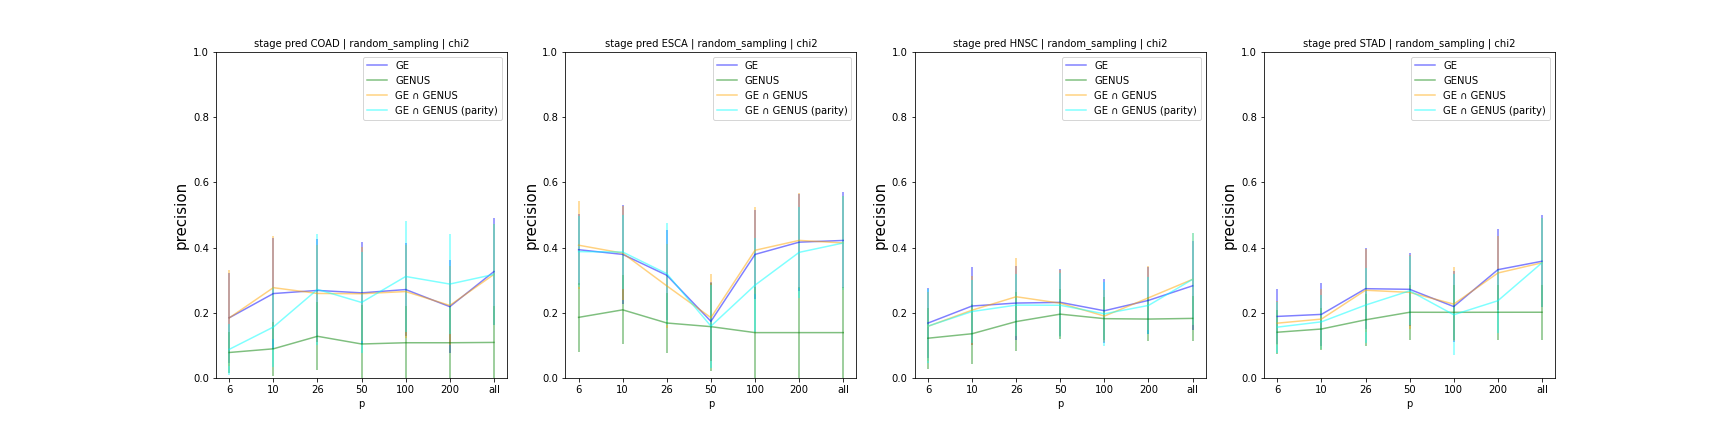 stage pred COAD | random_sampling | chi2
1.0
0.8
0.6
0.4
0.2
0.0
precision
6 10 26 50 100 200 all
p
GE
GENUS
GE ∩ GENUS
GE ∩ GENUS (parity)
stage pred ESCA | random_sampling | chi2
1.0
0.8
0.6
0.4
0.2
0.0
precision
6 10 26 50 100 200 all
p
GE
GENUS
GE ∩ GENUS
GE ∩ GENUS (parity)
stage pred HNSC | random_sampling | chi2
1.0
0.8
0.6
0.4
0.2
0.0
precision
6 10 26 50 100 200 all
p
GE
GENUS
GE ∩ GENUS
GE ∩ GENUS (parity)
stage pred STAD | random_sampling | chi2
1.0
0.8
0.6
0.4
0.2
0.0
precision
6 10 26 50 100 200 all
p
GE
GENUS
GE ∩ GENUS
GE ∩ GENUS (parity)